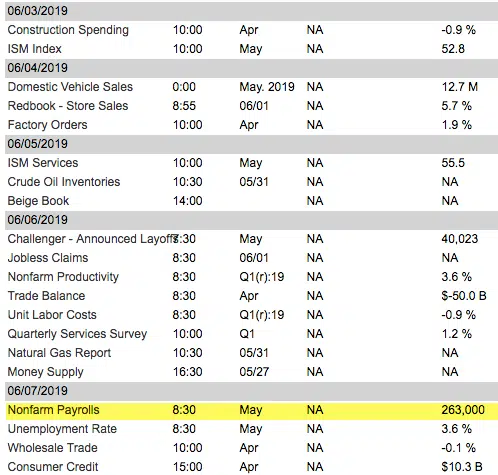 06/03/2019
Construction Spending 10:00 Apr NA -0.9 %
ISM Index 10:00 May NA 52.8
06/04/2019
Domestic Vehicle Sales 0:00 May. 2019 NA 12.7 M
Redbook - Store Sales 8:55 06/01 NA 5.7 %
Factory Orders 10:00 Apr NA 1.9 %
06/05/2019
ISM Services 10:00 May NA 55.5
Crude Oil Inventories 10:30 05/31 NA NA
Beige Book 14:00 NA NA
06/06/2019
Challenger - Announced Layoffs 7:30 May NA 40,023
Jobless Claims 8:30 06/01 NA NA
Nonfarm Productivity 8:30 Q1(r):19 NA 3.6 %
Trade Balance 8:30 Apr NA $-50.0 B
Unit Labor Costs 8:30 Q1(r):19 NA -0.9 %
Quarterly Services Survey 10:00 Q1 NA 1.2 %
Natural Gas Report 10:30 05/31 NA NA
Money Supply 16:30 05/27 NA NA
06/07/2019
Nonfarm Payrolls 8:30 May NA 263,000
Unemployment Rate 8:30 May NA 3.6 %
Wholesale Trade 10:00 Apr NA -0.1 %
Consumer Credit 15:00 Apr NA $10.3 B